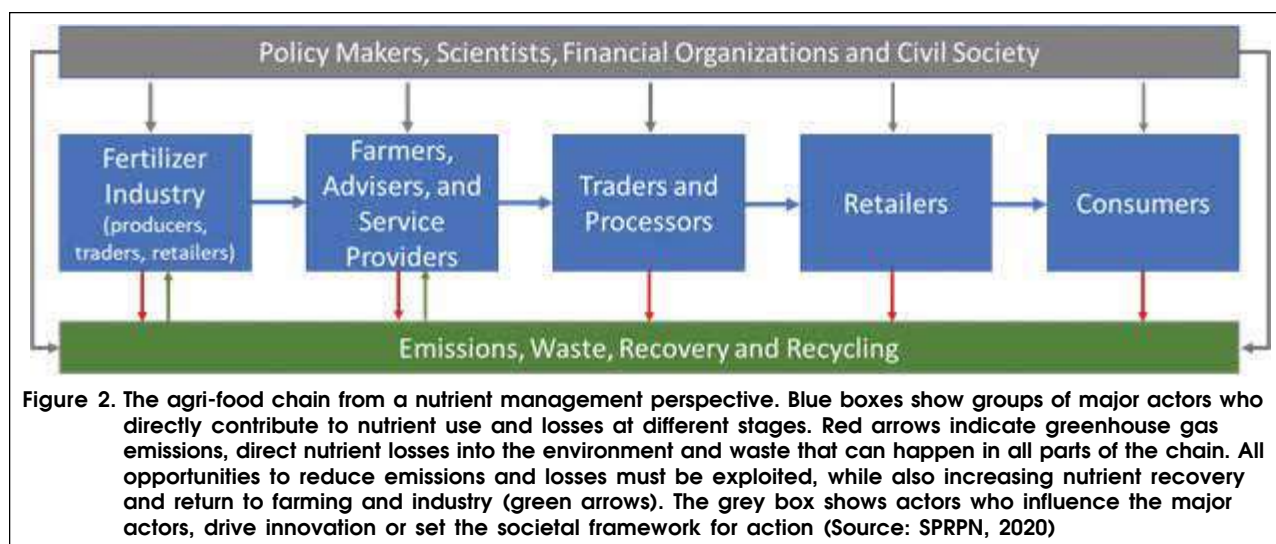 Policy Makers, Scientists, Financial Organizations and Civil Society
Fertilizer
Industry
(producers,
traders, retailers)
Farmers,
Advisers, and
Service
Providers
Traders and
Processors
Retailers
Consumers
Emissions, Waste, Recovery and Recycling
Figure 2. The agri-food chain from a nutrient management perspective. Blue boxes show groups of major actors who
directly contribute to nutrient use and losses at different stages. Red arrows indicate greenhouse gas
emissions, direct nutrient losses into the environment and waste that can happen in all parts of the chain. All
opportunities to reduce emissions and losses must be exploited, while also increasing nutrient recovery
and return to farming and industry (green arrows). The grey box shows actors who influence the major
actors, drive innovation or set the societal framework for action (Source: SPRPN, 2020)